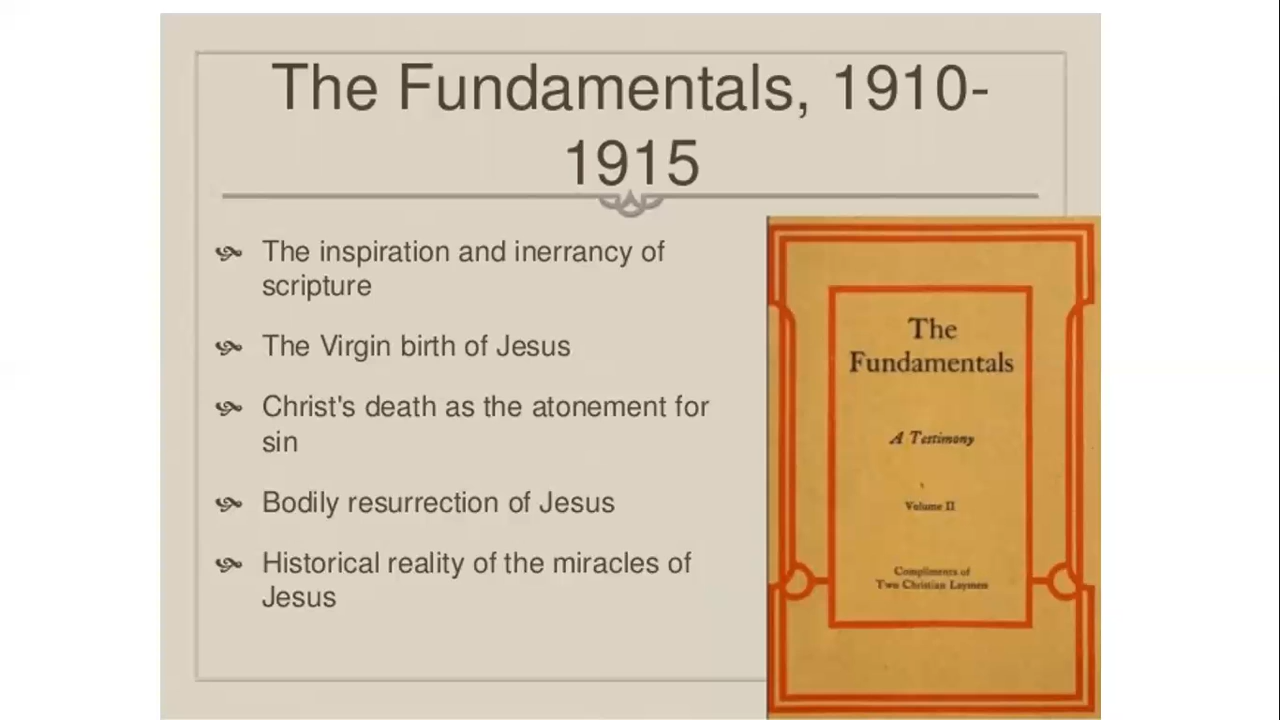 The Fundamentals, 1910-
1915
The inspiration and inerrancy of
scripture
The Virgin birth of Jesus
Christ's death as the atonement for
sin
Bodily resurrection of Jesus
Historical reality of the miracles of
Jesus
The
Fundamentals
A Testimony
Volume II
Compliments of
Two Christian Laymen